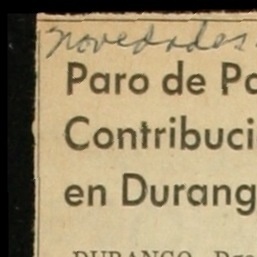 novedades
Paro de Pa
Contribuci
en Durang
DURANGO